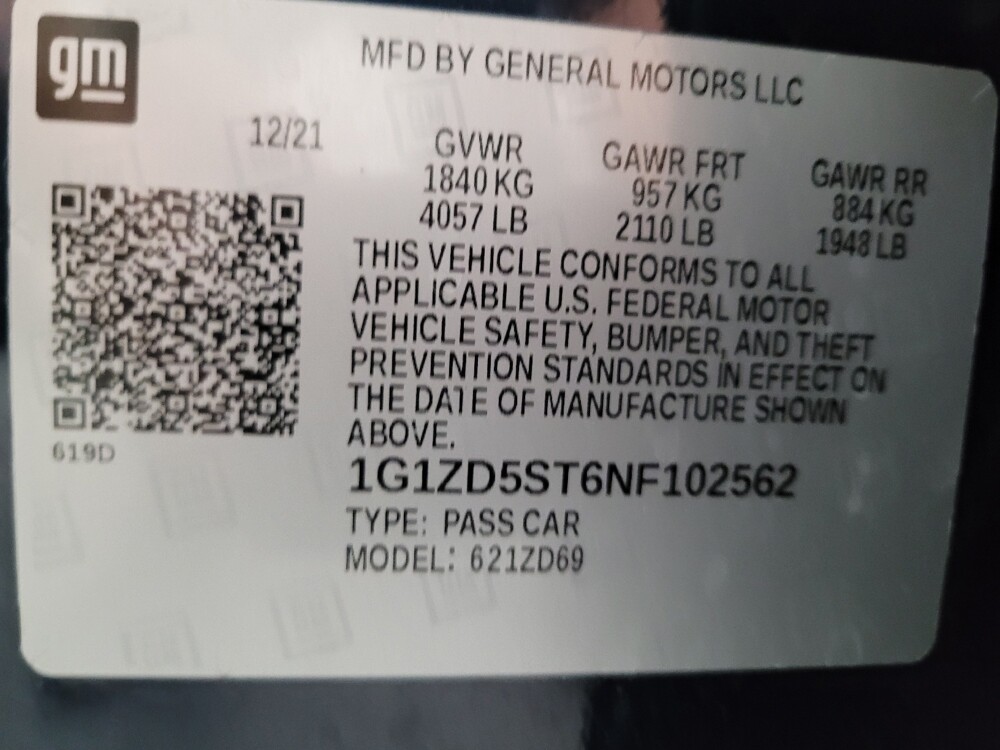 gm
MFD BY GENERAL MOTORS LLC
12/21
GVWR GAWR FRT GAWR RR
1840 KG 957 KG 884 KG
4057 LB 2110 LB 1948 LB
THIS VEHICLE CONFORMS TO ALL
APPLICABLE U.S. FEDERAL MOTOR
VEHICLE SAFETY, BUMPER, AND THEFT
PREVENTION STANDARDS IN EFFECT ON
THE DATE OF MANUFACTURE SHOWN
ABOVE.
619D
1G1ZD5ST6NF102562
TYPE: PASS CAR
MODEL: 621ZD69